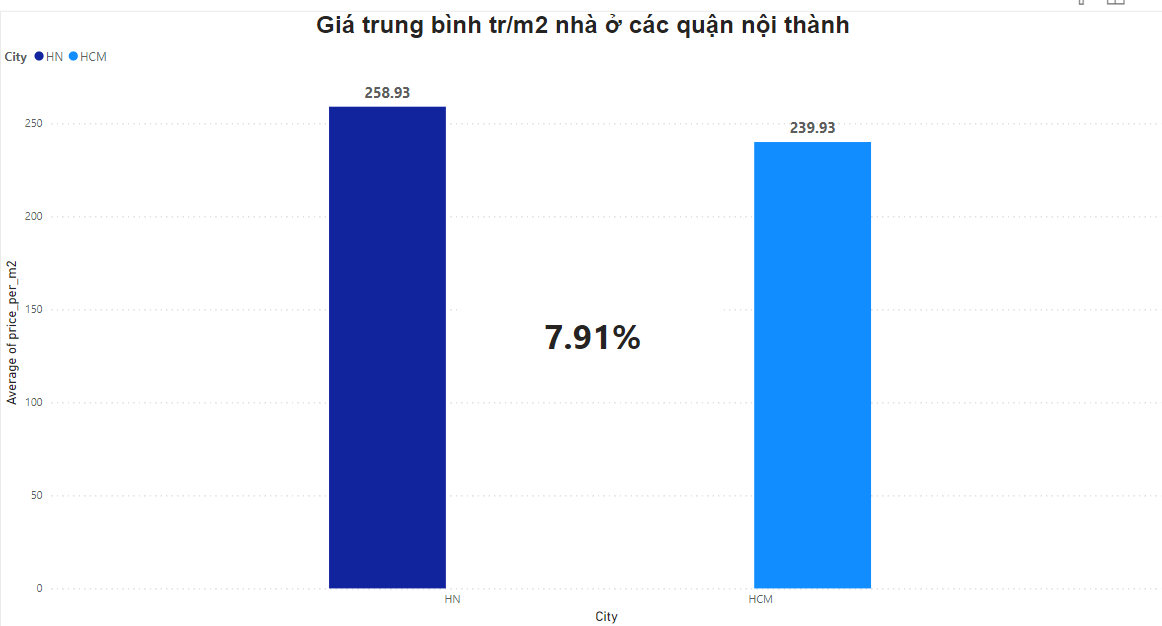 Giá trung bình tr/m2 nhà ở các quận nội thành
City HN HCM
258.93
239.93
250
200
150
100
50
0
Average of price_per_m2
7.91%
HN HCM
City